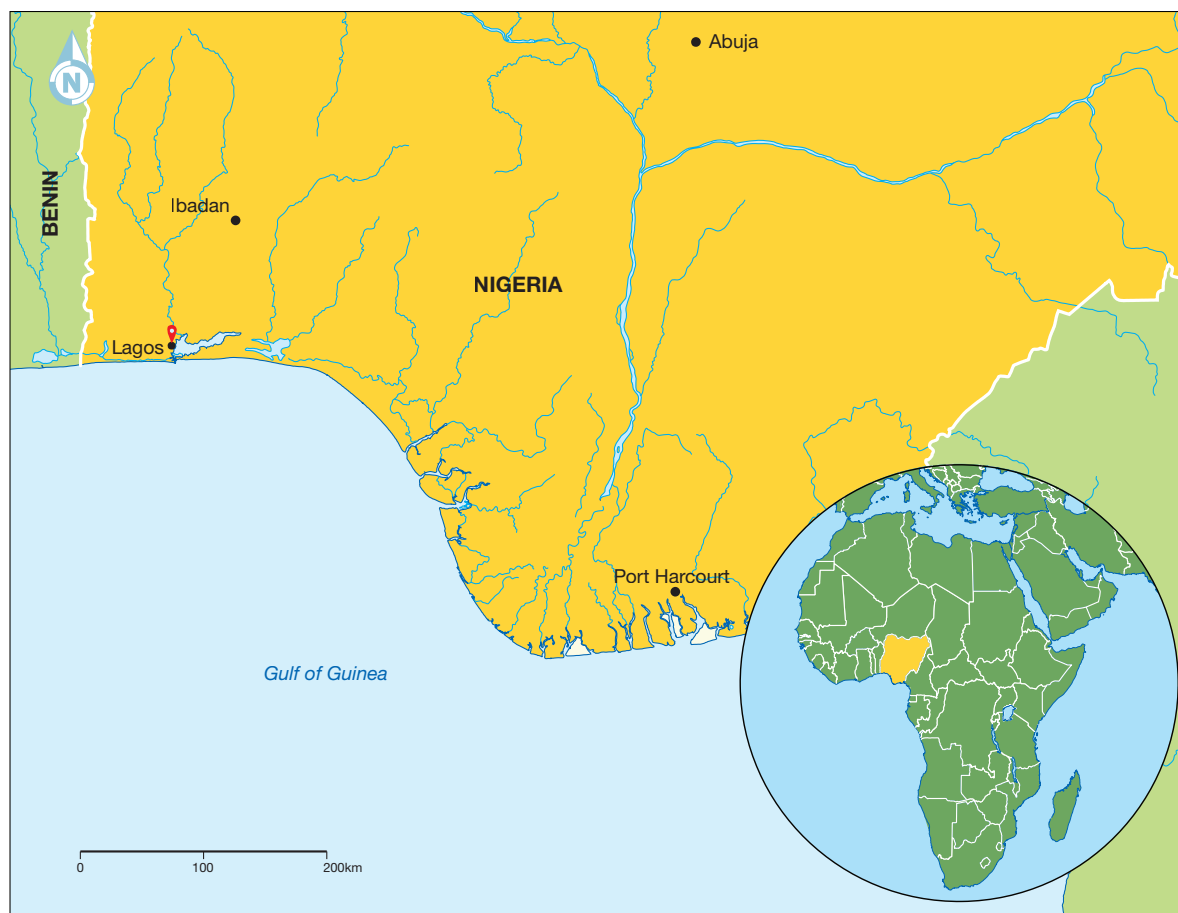 Abuja
N
BENIN
Ibadan
NIGERIA
Lagos
Port Harcourt
Gulf of Guinea
0 100 200km